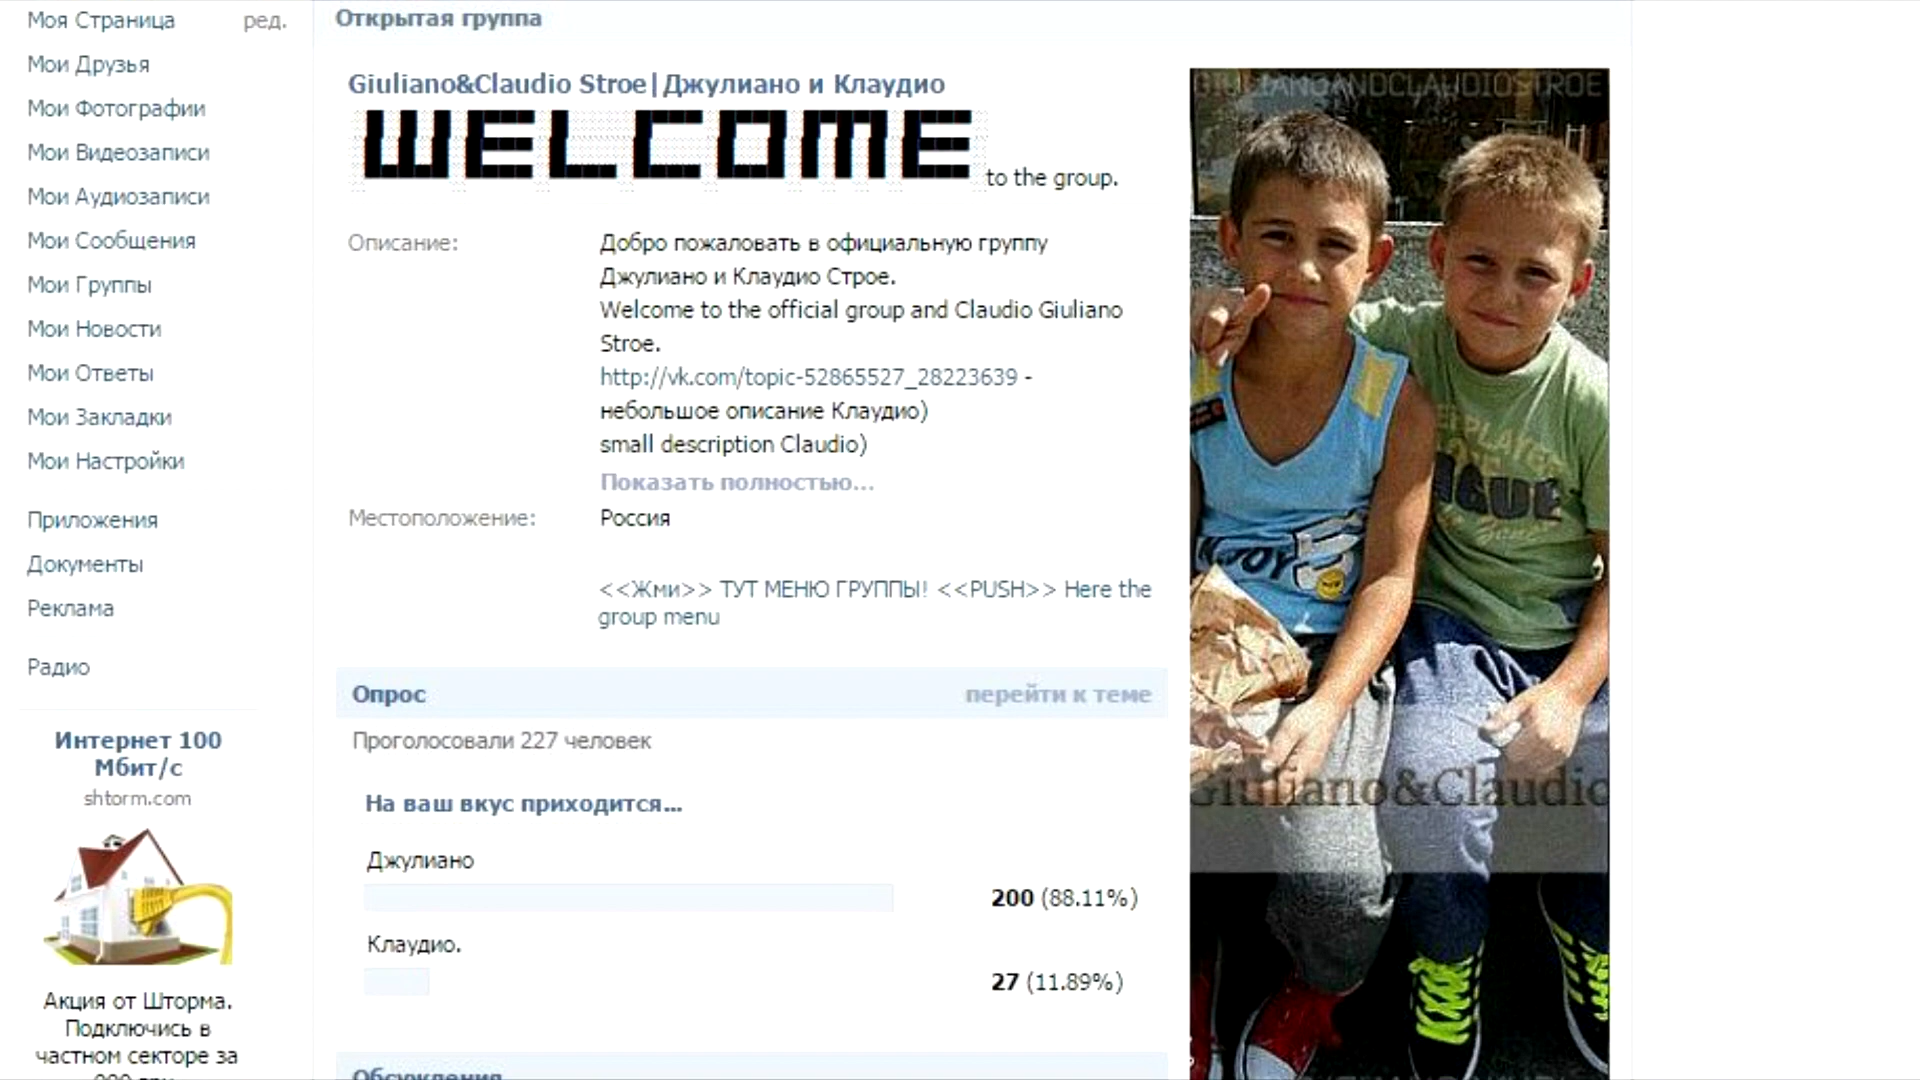 Моя Страница
ред.
Мои Друзья
Мои Фотографии
Мои Видеозаписи
Мои Аудиозаписи
Мои Сообщения
Мои Группы
Мои Новости
Мои Ответы
Мои Закладки
Мои Настройки
Приложения
Документы
Реклама
Радио
Интернет 100
Мбит/с
shtorm.com
Акция от Шторма.
Подключись в
частном секторе за
Открытая группа
Giuliano&Claudio Stroe|Джулиано и Клаудио
WELCOME to the group.
Описание:
Добро пожаловать в официальную группу
Джулиано и Клаудио Строе.
Welcome to the official group and Claudio Giuliano
Stroe.
http://vk.com/topic-52865527_28223639 -
небольшое описание Клаудио)
small description Claudio)
Показать полностью...
Местоположение:
Россия
<<Жми>> ТУТ МЕНЮ ГРУППЫ! <<PUSH>> Here the
group menu
Опрос
перейти к теме
Проголосовали 227 человек
На ваш вкус приходится...
Джулиано
200 (88.11%)
Клаудио.
27 (11.89%)
Обсуждения
GIULIANOANDCLAUDIOSTROE
Giuliano&Claudio